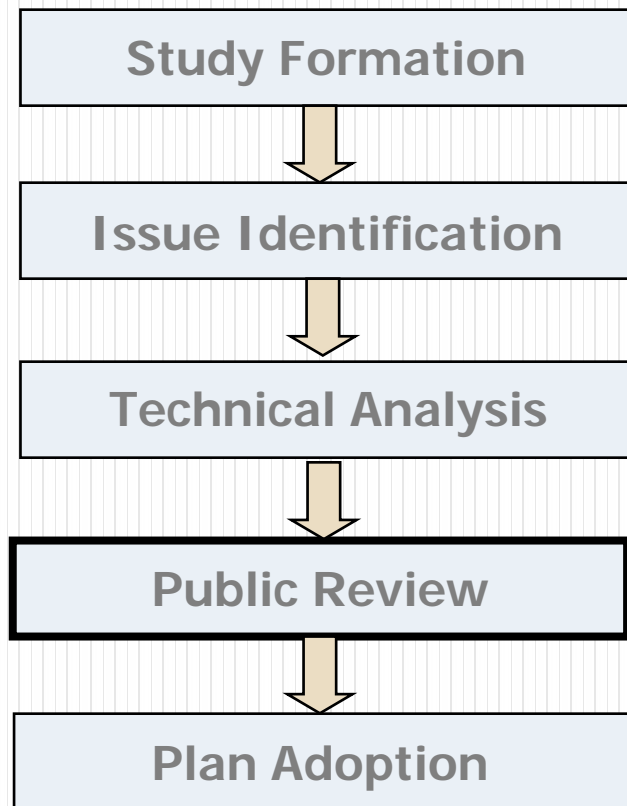 Study Formation
Issue Identification
Technical Analysis
Public Review
Plan Adoption